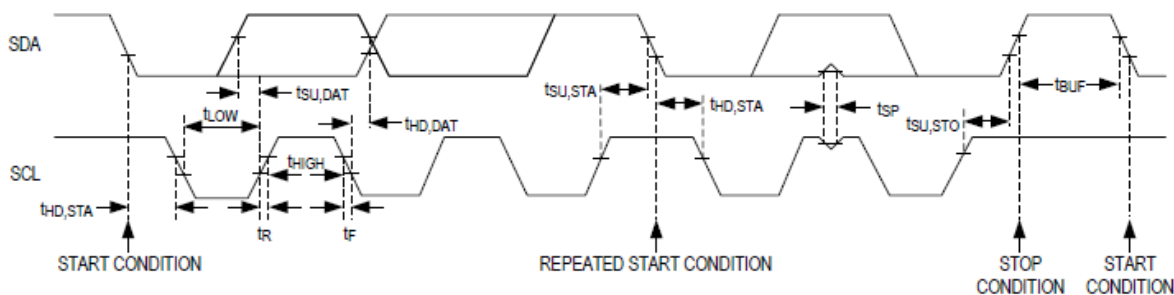 SDA
tSU,DAT
tSU,STA
tHD,STA
tSP
tSU,STO
tBUF
tLOW
tHD,DAT
SCL
tHIGH
tHD,STA
tR
tF
START CONDITION
REPEATED START CONDITION
STOP
CONDITION
START
CONDITION